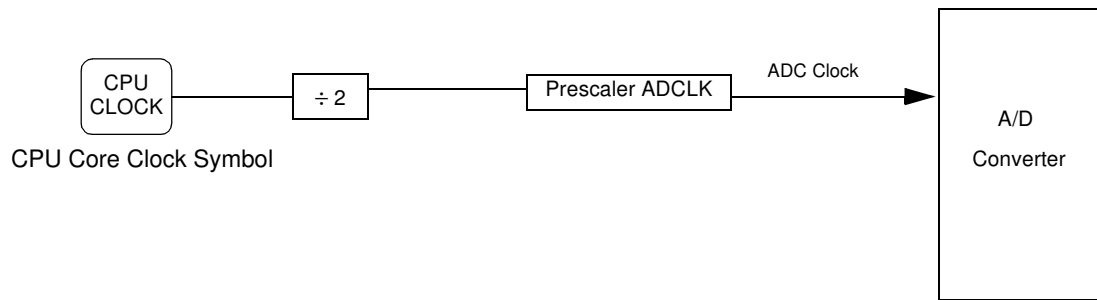 CPU
CLOCK
÷ 2
Prescaler ADCLK
ADC Clock
A/D
Converter
CPU Core Clock Symbol